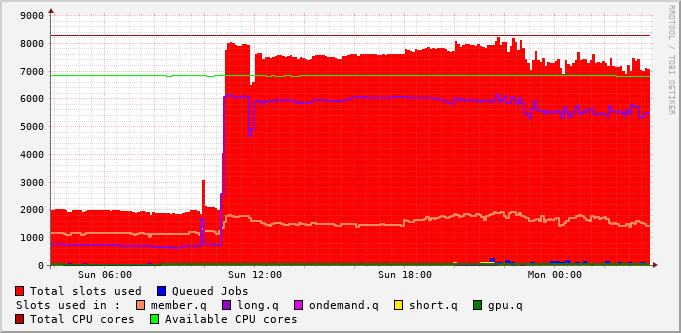 RRDTOOL / TOBI OETIKER
9000
8000
7000
6000
5000
4000
3000
2000
1000
0
Sun 06:00 Sun 12:00 Sun 18:00 Mon 00:00
Total slots used Queued Jobs
Slots used in : member.q long.q ondemand.q short.q gpu.q
Total CPU cores Available CPU cores